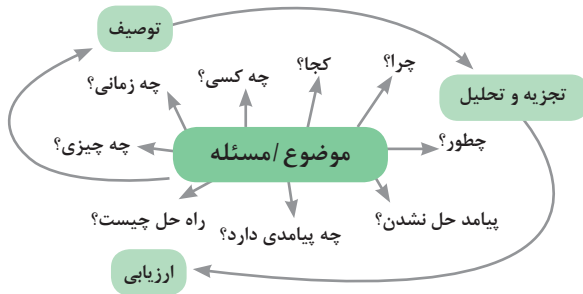 توصیف
چرا؟
کجا؟
چه کسی؟
چه زمانی؟
تجزیه و تحلیل
چطور؟
موضوع/مسئله
چه چیزی؟
پیامد حل نشدن؟
چه پیامدی دارد؟
راه حل چیست؟
ارزیابی